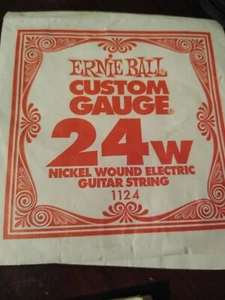 ERNIE BALL
CUSTOM
GAUGE®
24W
NICKEL WOUND ELECTRIC
GUITAR STRING
1124